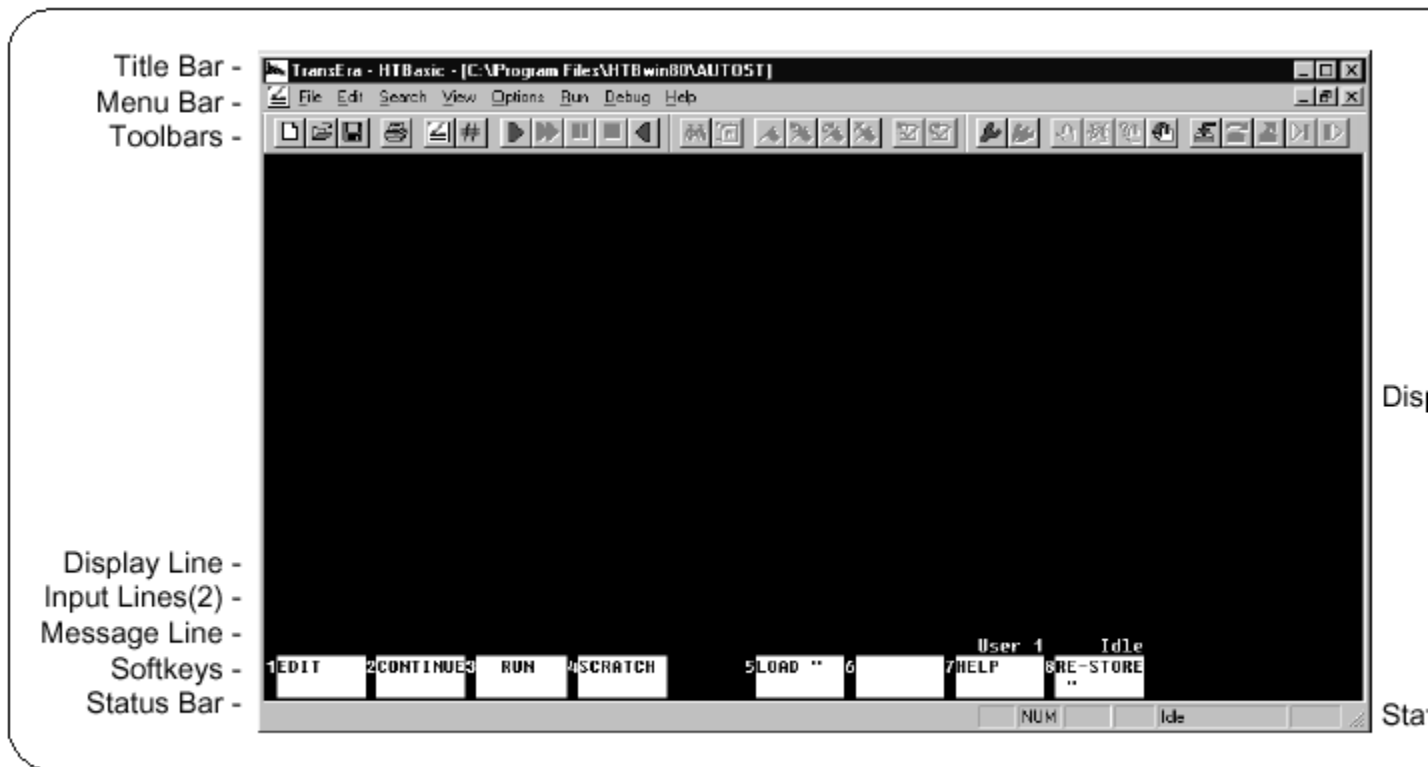 Title Bar -
TransEra - HTBasic - [C:\Program Files\HTBwin80\AUTOST]
Menu Bar -
File Edit Search View Options Run Debug Help
Toolbars -
#
Disp
Display Line -
Input Lines(2) -
Message Line -
User 1 Idle
Softkeys -
1EDIT 2CONTINUE 3 RUN 4SCRATCH 5LOAD " 6 7HELP 8RE-STORE
"
Status Bar -
NUM Idle
Stat